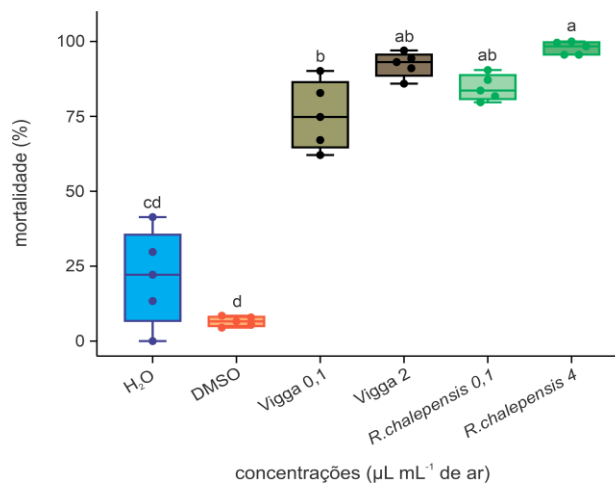 mortalidade (%)
100
75
50
25
0
cd
d
b
ab
ab
a
H₂O
DMSO
Vigga 0,1
Vigga 2
R.chalepensis 0,1
R.chalepensis 4
concentrações (µL mL⁻¹ de ar)